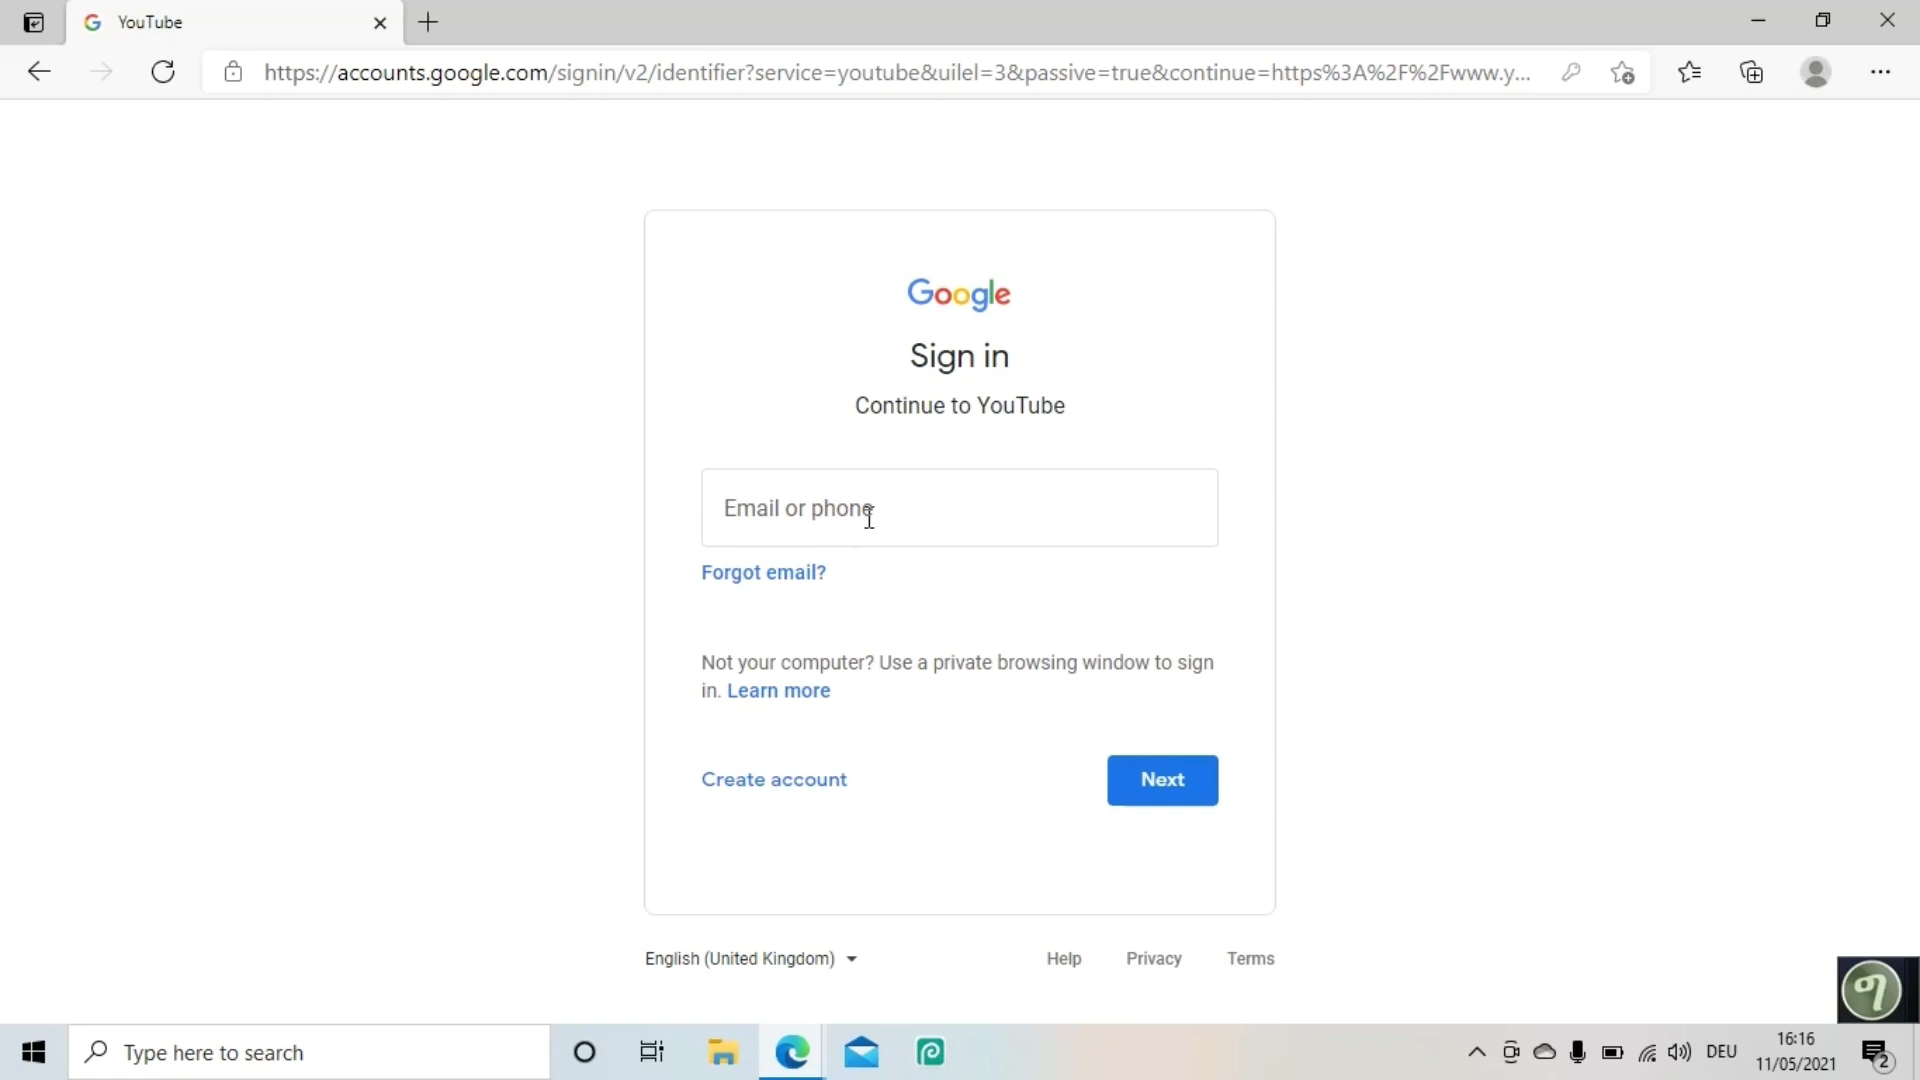 YouTube
https://accounts.google.com/signin/v2/identifier?service=youtube&uilel=3&passive=true&continue=https%3A%2F%2Fwww.y...
Google
Sign in
Continue to YouTube
Email or phone
Forgot email?
Not your computer? Use a private browsing window to sign
in. Learn more
Create account
Next
English (United Kingdom)
Help Privacy Terms
Type here to search
DEU
16:16
11/05/2021
2